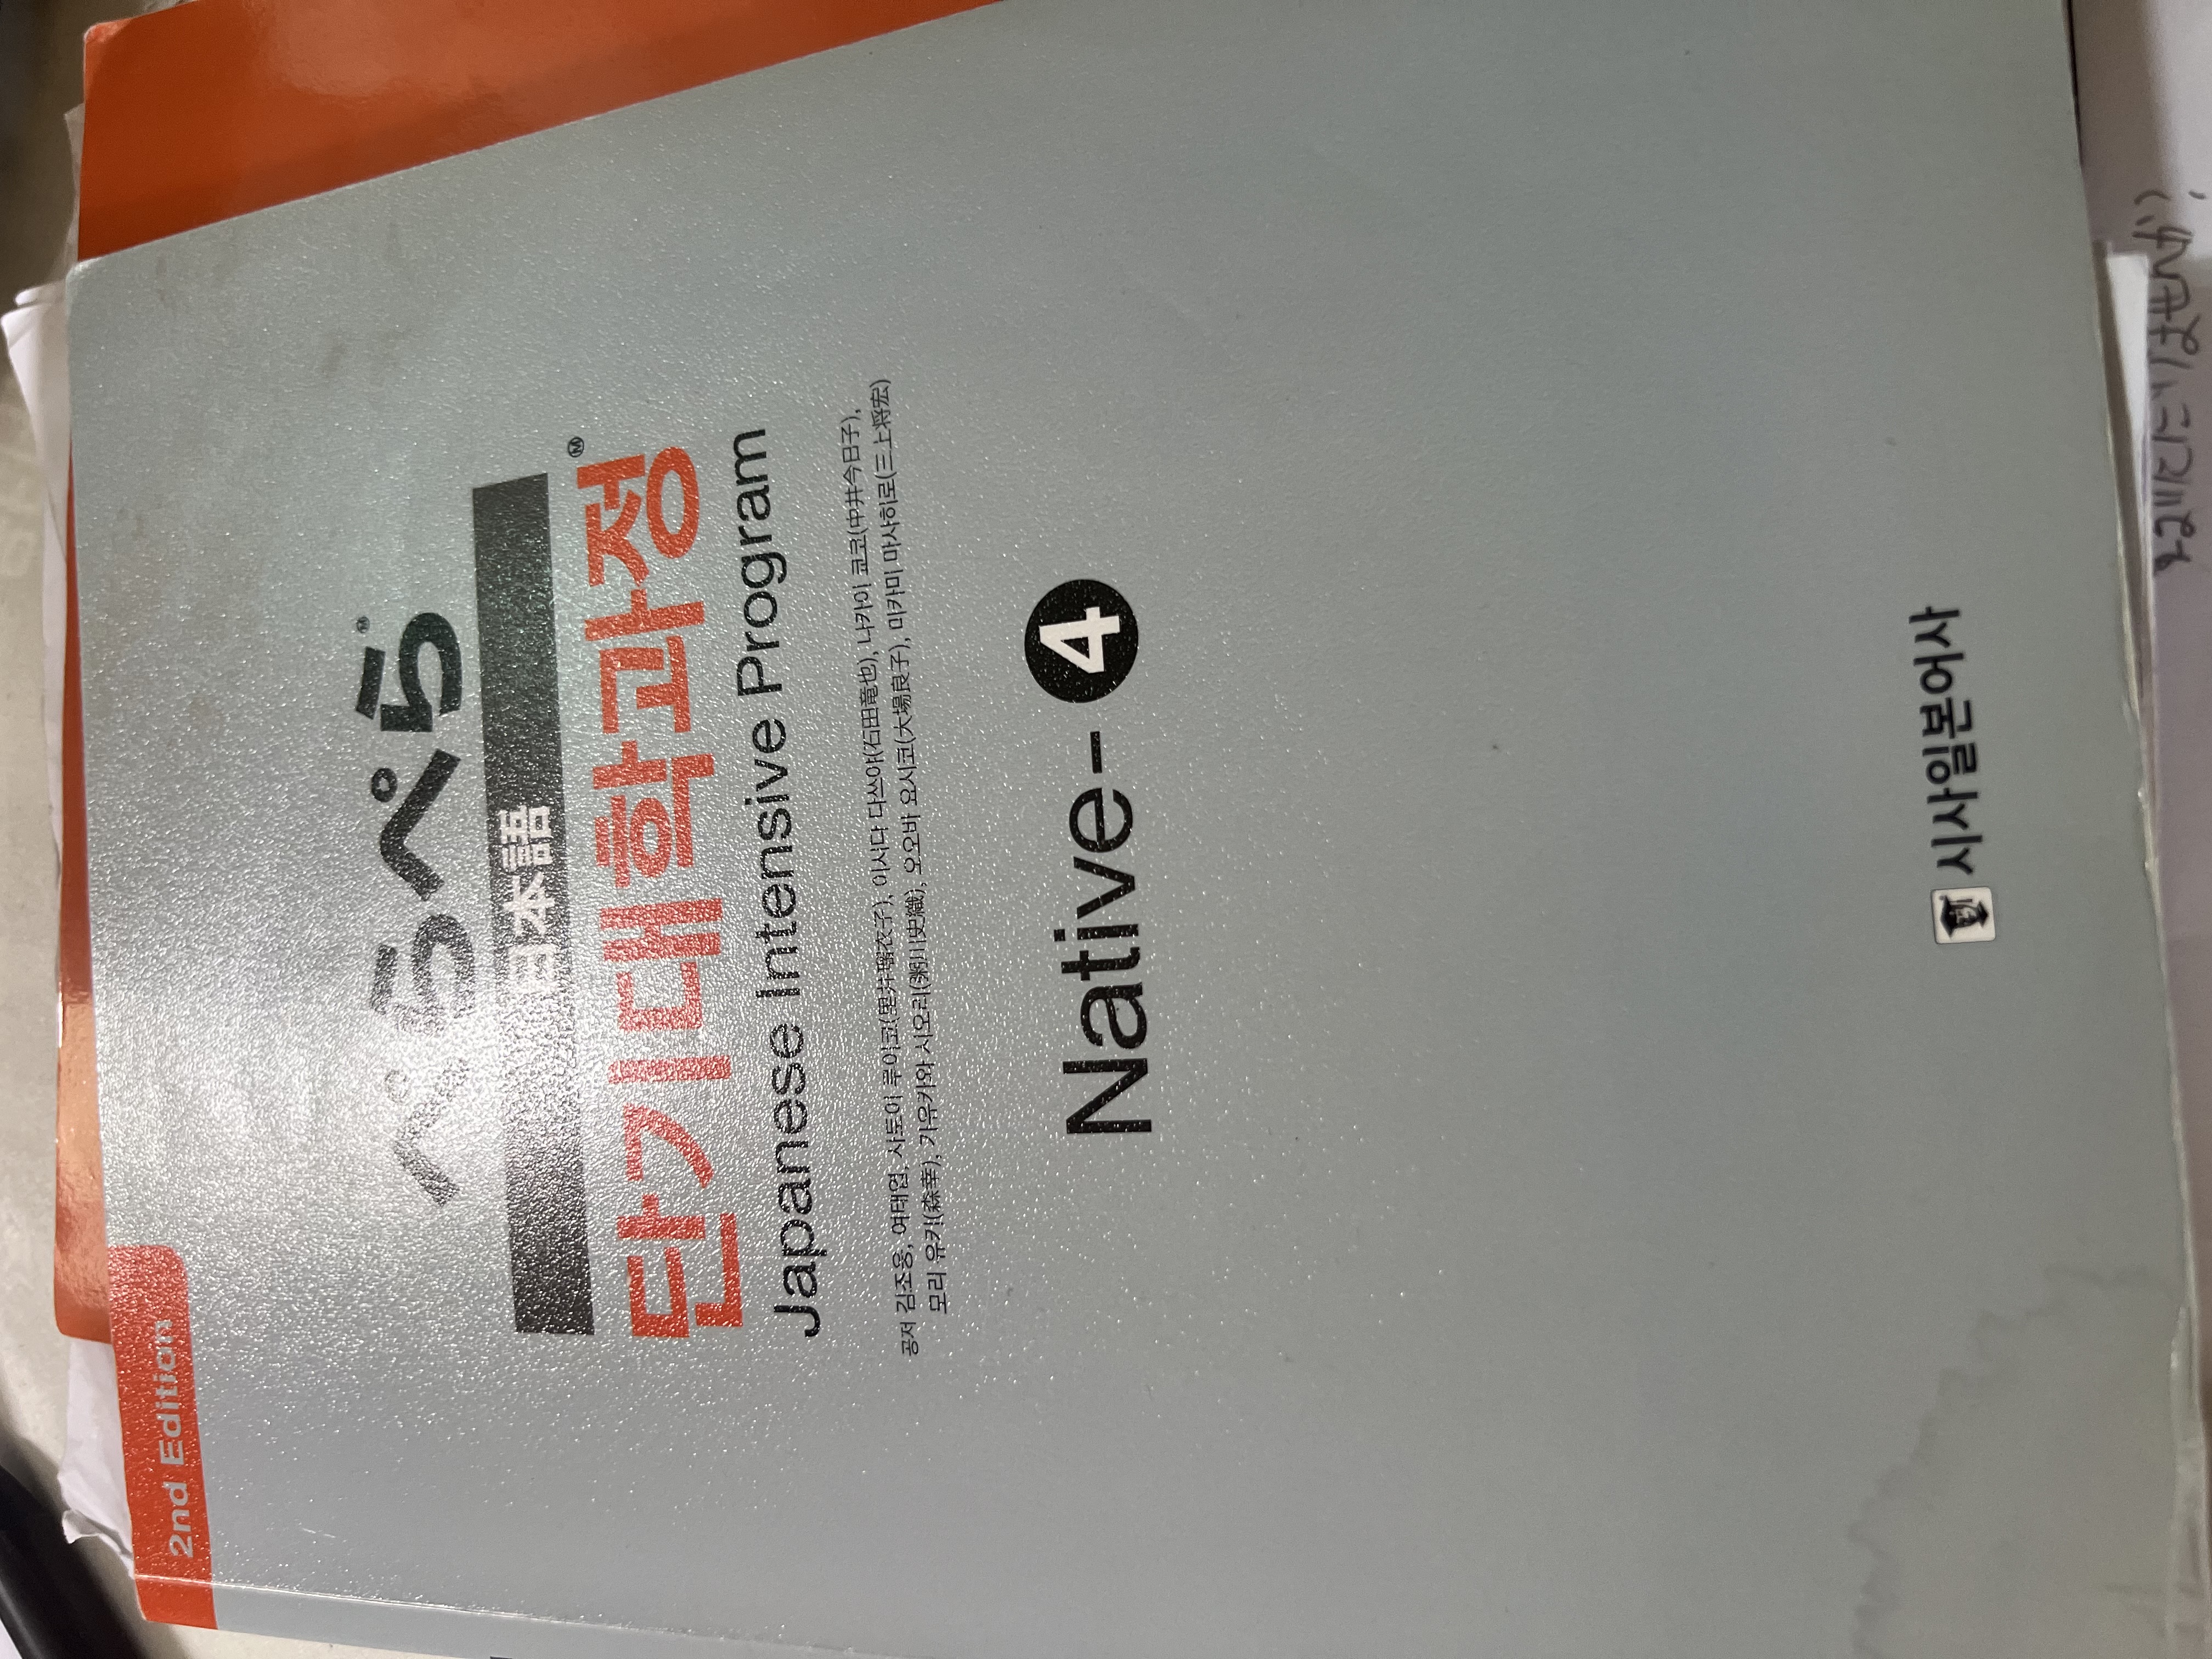 2nd Edition
ぺらぺら®
日本語
단기대학과정 Ⓜ
Japanese Intensive Program
공저 김조웅, 여태엽, 사토이 루이코(里井瑠衣子), 이시다 다쓰야(石田竜也), 나카이 쿄코(中井今日子),
모리 유키(森幸), 가유카와 시오리(粥川史織), 오오바 요시코(大場良子), 미카미 마사히로(三上将宏)
Native-4
시사일본어사